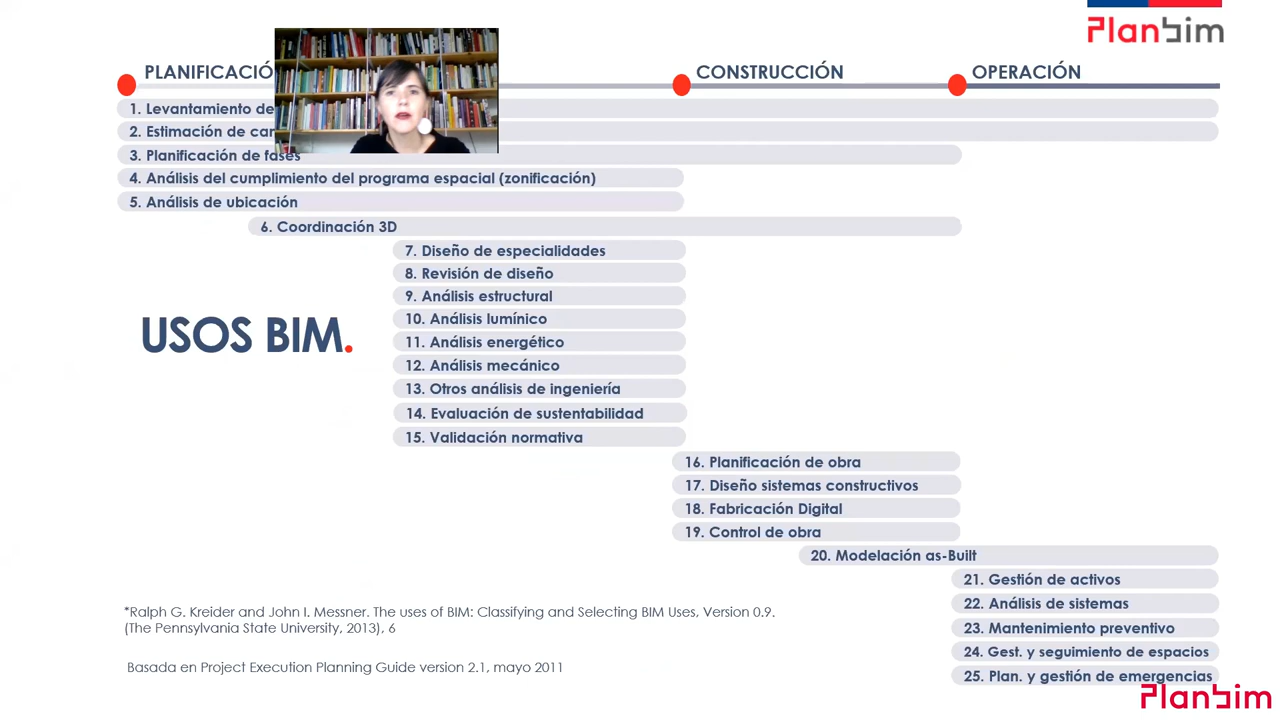 Planbim
PLANIFICACIÓ
CONSTRUCCIÓN
OPERACIÓN
1. Levantamiento de
2. Estimación de
3. Planificación de fases
4. Análisis del cumplimiento del programa espacial (zonificación)
5. Análisis de ubicación
6. Coordinación 3D
7. Diseño de especialidades
8. Revisión de diseño
9. Análisis estructural
10. Análisis lumínico
11. Análisis energético
12. Análisis mecánico
13. Otros análisis de ingeniería
14. Evaluación de sustentabilidad
15. Validación normativa
USOS BIM.
16. Planificación de obra
17. Diseño sistemas constructivos
18. Fabricación Digital
19. Control de obra
20. Modelación as-Built
21. Gestión de activos
22. Análisis de sistemas
23. Mantenimiento preventivo
24. Gest. y seguimiento de espacios
25. Plan. y gestión de emergencias
*Ralph G. Kreider and John I. Messner. The uses of BIM: Classifying and Selecting BIM Uses, Version 0.9.
(The Pennsylvania State University, 2013), 6
Basada en Project Execution Planning Guide version 2.1, mayo 2011
Planbim